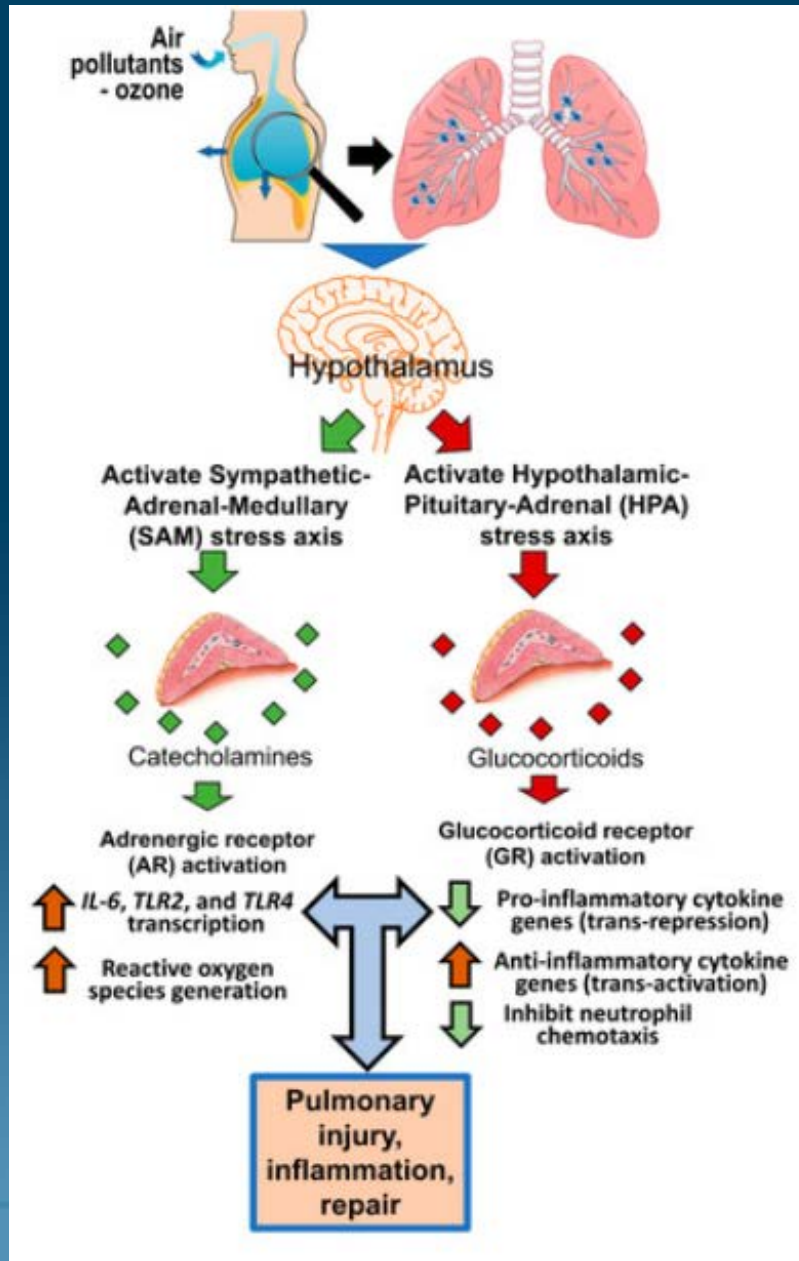 Air
pollutants
- ozone
Hypothalamus
Activate Sympathetic-
Adrenal-Medullary
(SAM) stress axis
Activate Hypothalamic-
Pituitary-Adrenal (HPA)
stress axis
Catecholamines
Glucocorticoids
Adrenergic receptor
(AR) activation
IL-6, TLR2, and TLR4
transcription
Reactive oxygen
species generation
Glucocorticoid receptor
(GR) activation
Pro-inflammatory cytokine
genes (trans-repression)
Anti-inflammatory cytokine
genes (trans-activation)
Inhibit neutrophil
chemotaxis
Pulmonary
injury,
inflammation,
repair